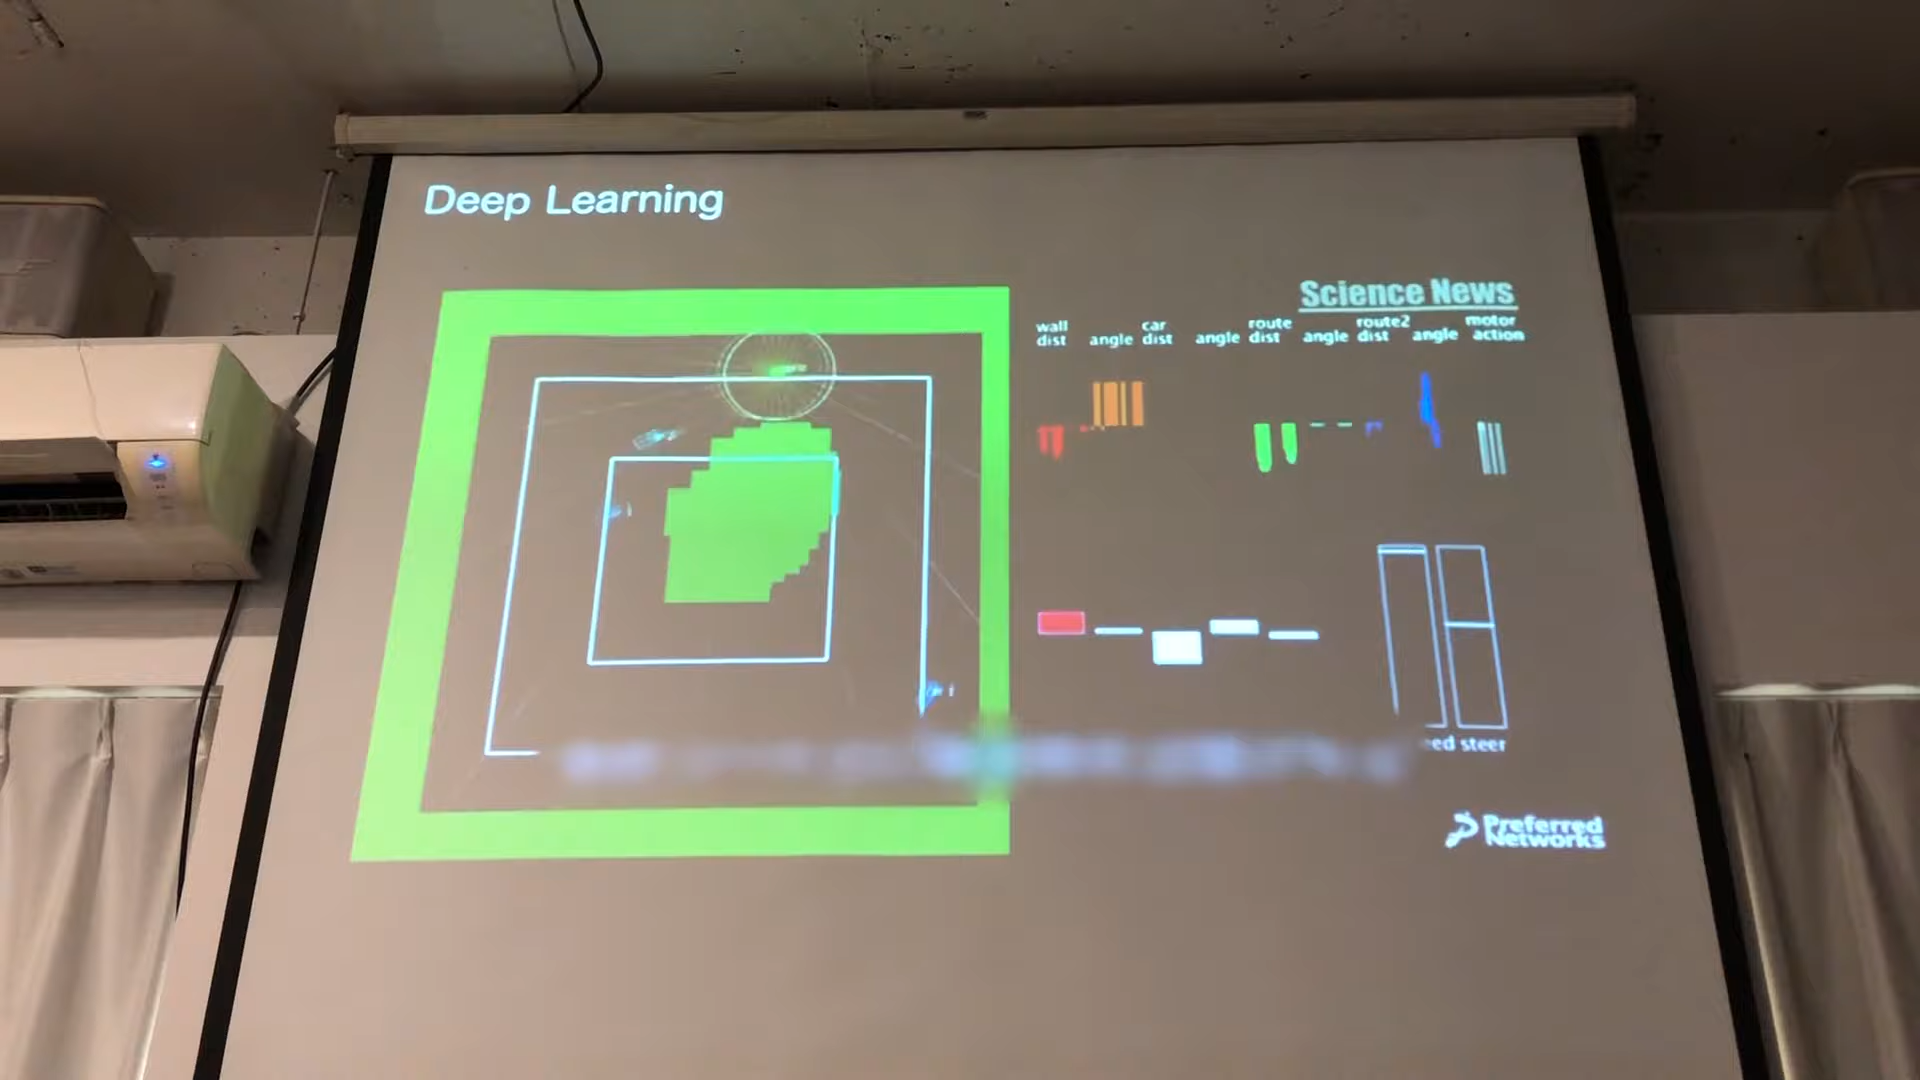 Deep Learning
Science News
wall dist
angle
car dist
angle
route dist
angle
route2 dist
angle
motor action
steer
Preferred Networks